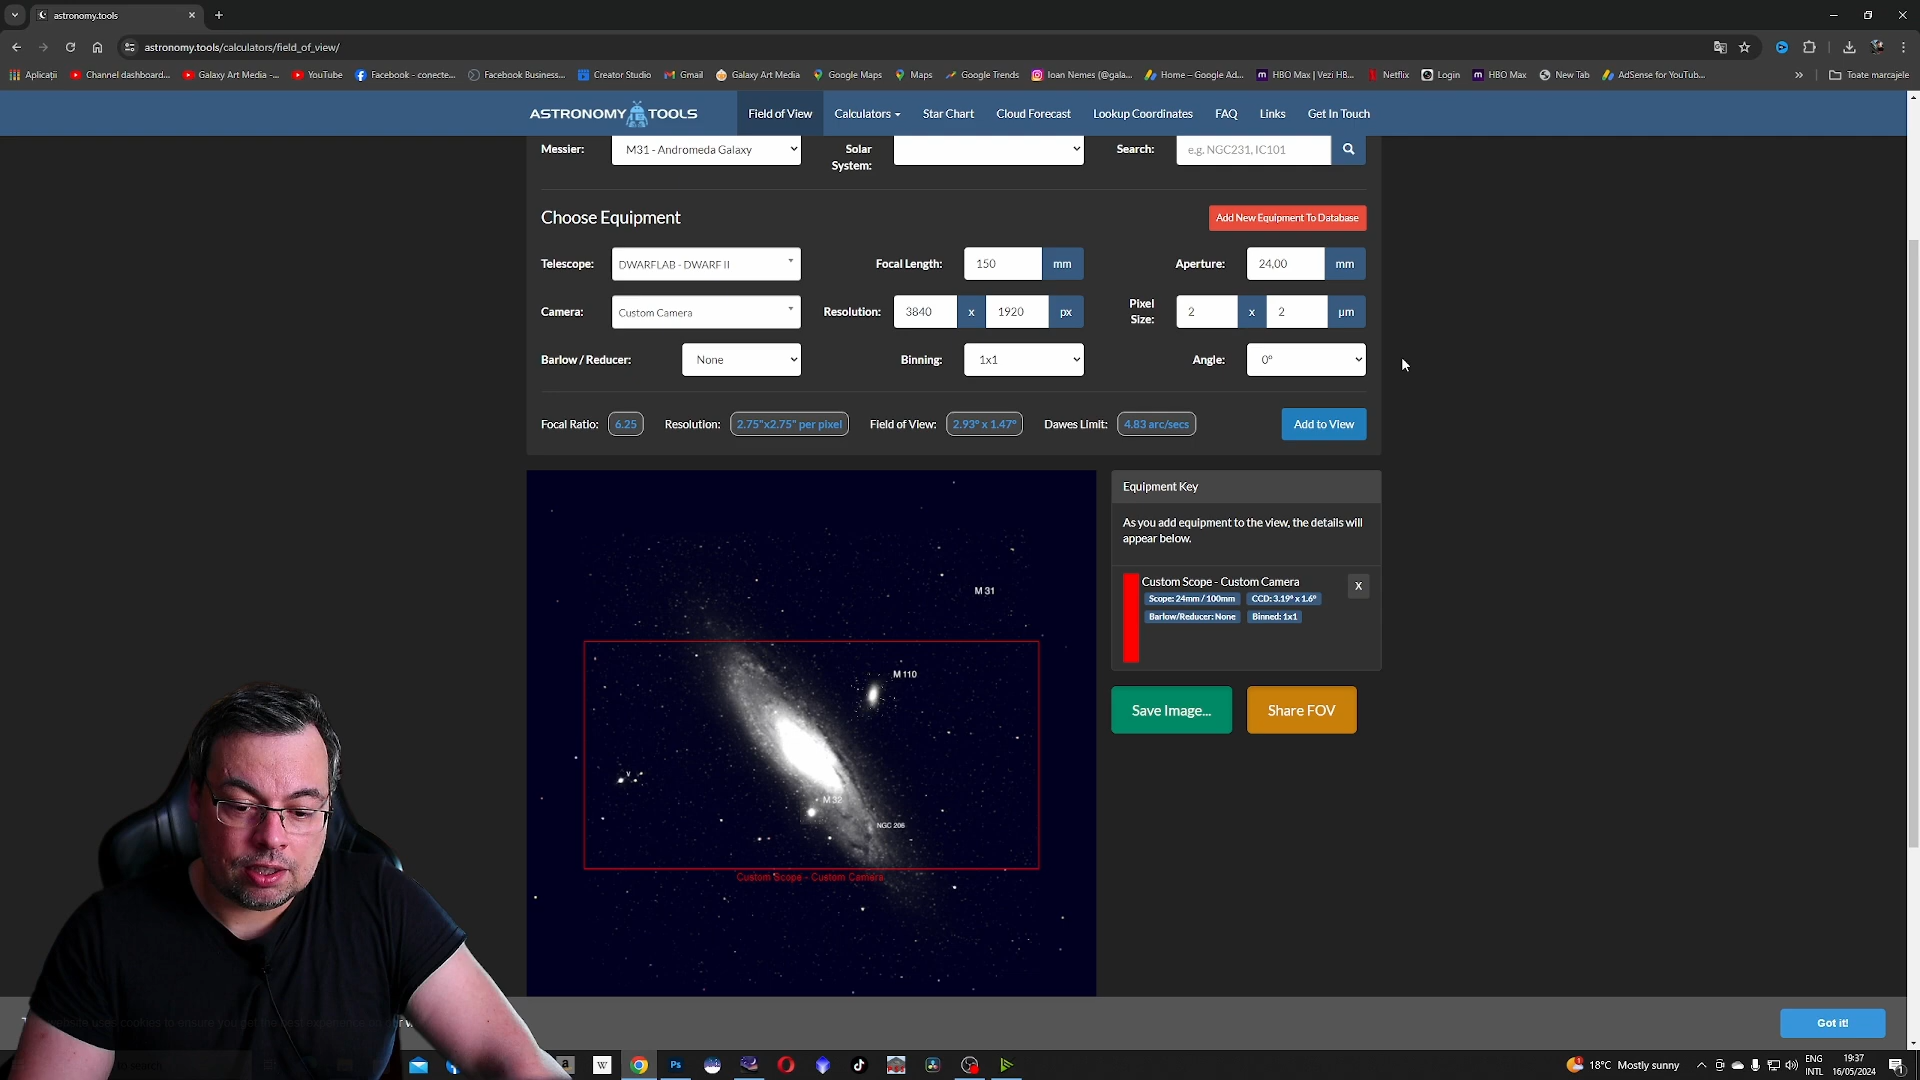 astronomy.tools
astronomy.tools/calculators/field_of_view/
Aplicații
Channel dashboard...
Galaxy Art Media -...
YouTube
Facebook - conecte...
Facebook Business...
Creator Studio
Gmail
Galaxy Art Media
Google Maps
Maps
Google Trends
Ioan Nemes (@gala...
Home – Google Ad...
HBO Max | Vezi HB...
Netflix
Login
HBO Max
New Tab
AdSense for YouTub...
»
Toate marcajele
ASTRONOMY TOOLS
Field of View
Calculators
Star Chart
Cloud Forecast
Lookup Coordinates
FAQ
Links
Get In Touch
Messier:
M31 - Andromeda Galaxy
Solar
System:
Search:
e.g. NGC231, IC101
Choose Equipment
Add New Equipment To Database
Telescope:
DWARFLAB - DWARF II
Focal Length:
150
mm
Aperture:
24,00
mm
Camera:
Custom Camera
Resolution:
3840
x
1920
px
Pixel
Size:
2
x
2
µm
Barlow / Reducer:
None
Binning:
1x1
Angle:
0°
Focal Ratio:
6.25
Resolution:
2.75"x2.75" per pixel
Field of View:
2.93° x 1.47°
Dawes Limit:
4.83 arc/secs
Add to View
Equipment Key
As you add equipment to the view, the details will
appear below.
Custom Scope - Custom Camera
X
Scope: 24mm / 100mm
CCD: 3.19° x 1.6°
Barlow/Reducer: None
Binned: 1x1
Save Image...
Share FOV
M 31
M 110
V
M 32
NGC 206
Custom Scope - Custom Camera
Got it!
18°C Mostly sunny
ENG
INTL
19:37
16/05/2024